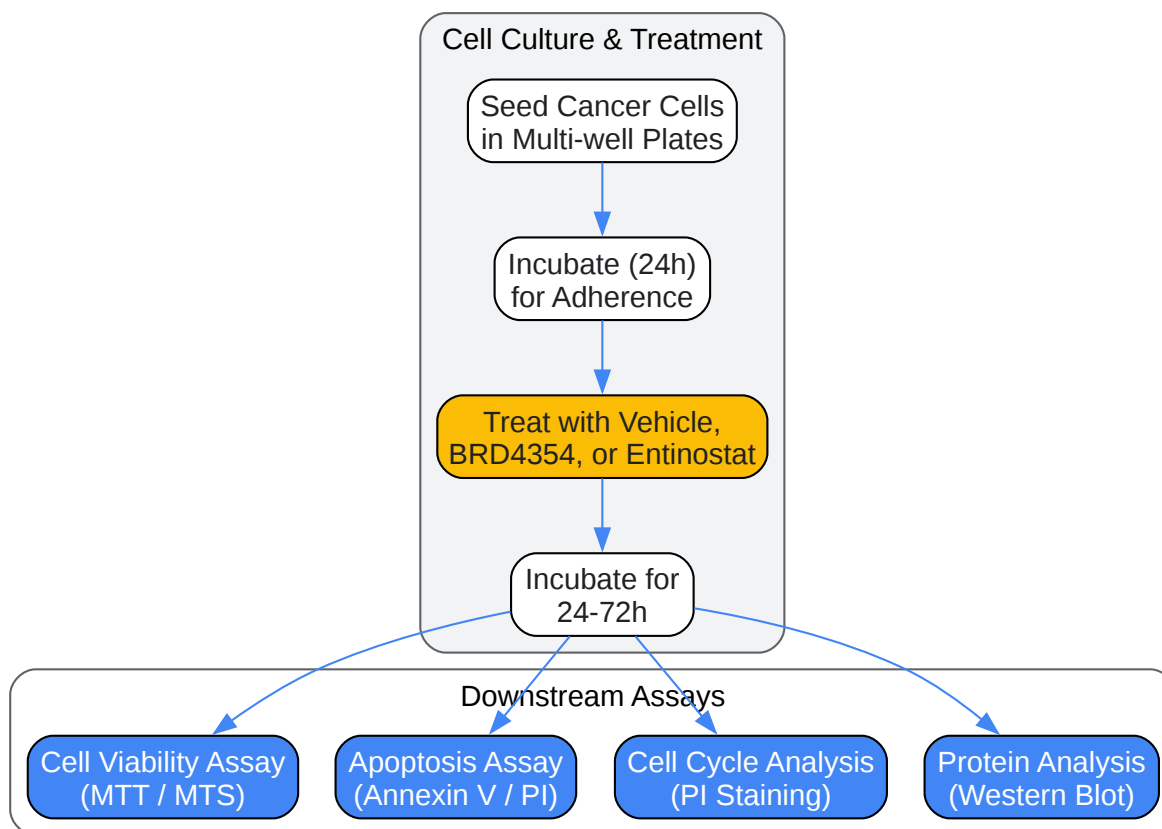 Cell Culture & Treatment
Seed Cancer Cells
in Multi-well Plates
Incubate (24h)
for Adherence
Treat with Vehicle,
BRD4354, or Entinostat
Incubate for
24-72h
Downstream Assays
Cell Viability Assay
(MTT / MTS)
Apoptosis Assay
(Annexin V / PI)
Cell Cycle Analysis
(PI Staining)
Protein Analysis
(Western Blot)